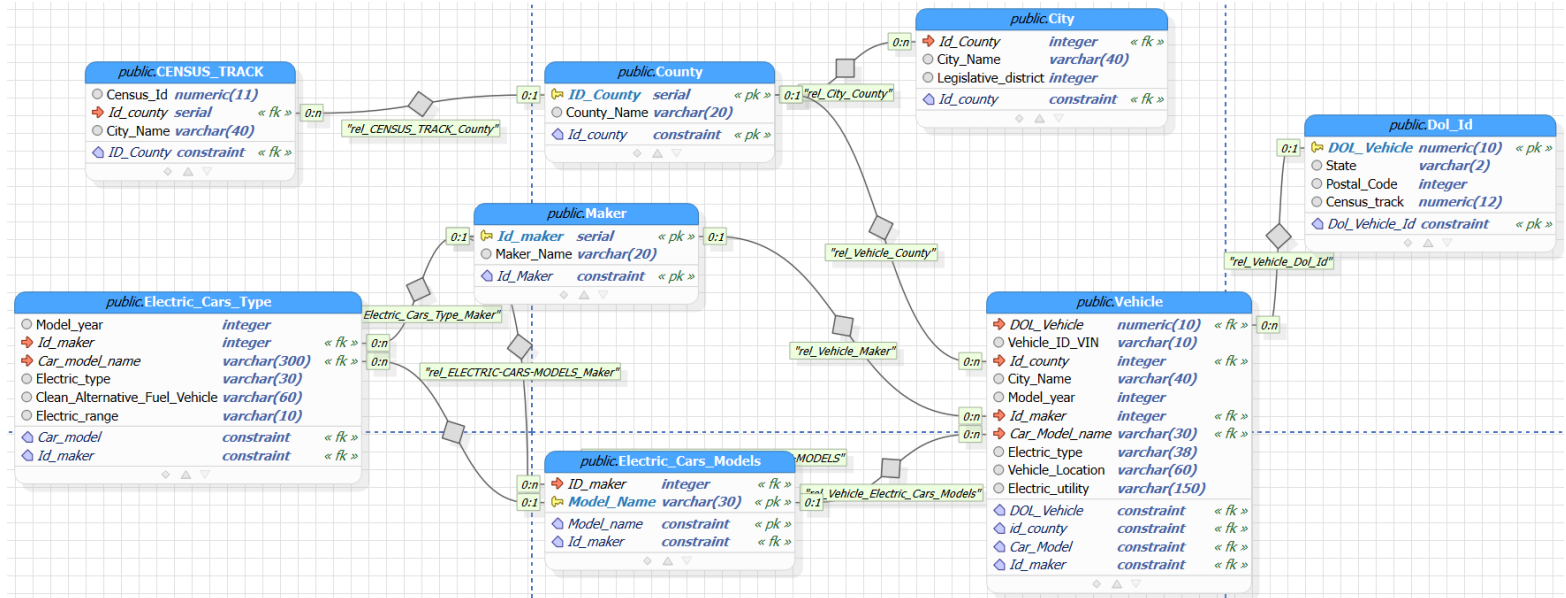 public.CENSUS_TRACK
Census_Id numeric(11)
Id_county serial « fk »
City_Name varchar(40)
ID_County constraint « fk »
0:n
"rel_CENSUS_TRACK_County"
0:1
public.County
ID_County serial « pk »
County_Name varchar(20)
Id_county constraint « pk »
0:1
"rel_City_County"
0:n
public.City
Id_County integer « fk »
City_Name varchar(40)
Legislative_district integer
Id_county constraint « fk »
public.Dol_Id
0:1
DOL_Vehicle numeric(10) « pk »
State varchar(2)
Postal_Code integer
Census_track numeric(12)
Dol_Vehicle_Id constraint « pk »
"rel_Vehicle_Dol_Id"
"rel_Vehicle_County"
public.Maker
0:1
Id_maker serial « pk »
0:1
Maker_Name varchar(20)
Id_Maker constraint « pk »
public.Electric_Cars_Type
Model_year integer
Id_maker integer « fk »
0:n
Car_model_name varchar(300) « fk »
0:n
Electric_type varchar(30)
Clean_Alternative_Fuel_Vehicle varchar(60)
Electric_range varchar(10)
Car_model constraint « fk »
Id_maker constraint « fk »
Electric_Cars_Type_Maker"
"rel_ELECTRIC-CARS-MODELS_Maker"
"rel_Vehicle_Maker"
-MODELS"
public.Electric_Cars_Models
0:n
ID_maker integer « fk »
0:1
Model_Name varchar(30) « pk »
0:1
Model_name constraint « pk »
Id_maker constraint « fk »
"rel_Vehicle_Electric_Cars_Models"
public.Vehicle
DOL_Vehicle numeric(10) « fk »
0:n
Vehicle_ID_VIN varchar(10)
0:n
Id_county integer « fk »
City_Name varchar(40)
Model_year integer
0:n
Id_maker integer « fk »
0:n
Car_Model_name varchar(30) « fk »
Electric_type varchar(38)
Vehicle_Location varchar(60)
Electric_utility varchar(150)
DOL_Vehicle constraint « fk »
id_county constraint « fk »
Car_Model constraint « fk »
Id_maker constraint « fk »